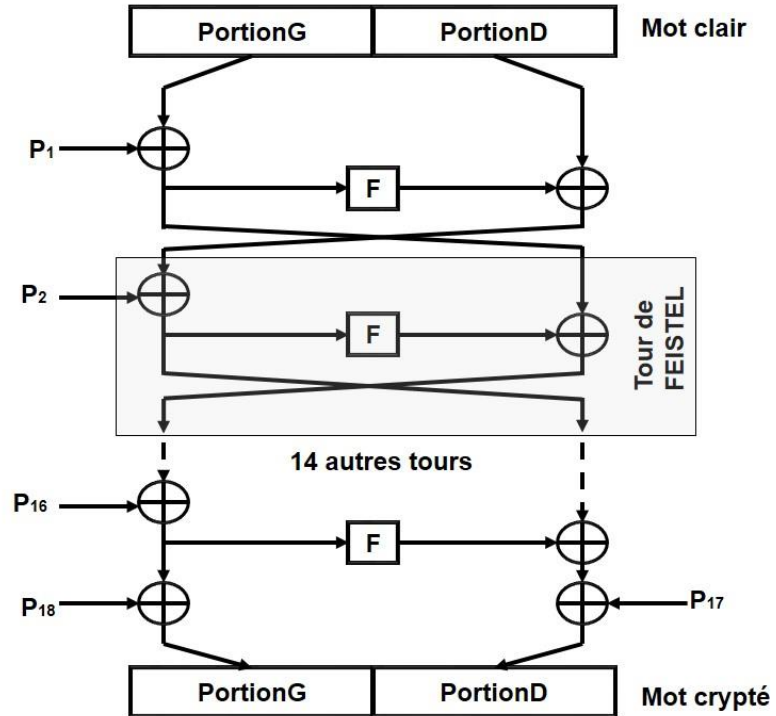 PortionG PortionD Mot clair
P1
F
P2
F
Tour de
FEISTEL
14 autres tours
P16
F
P18
P17
PortionG PortionD Mot crypté